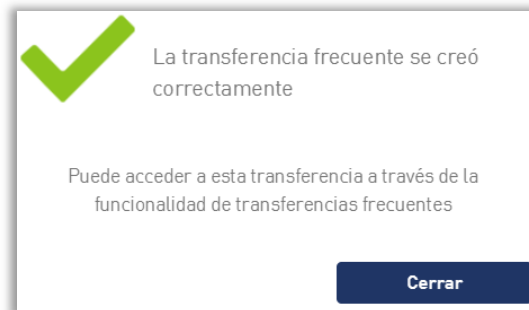 La transferencia frecuente se creó
correctamente
Puede acceder a esta transferencia a través de la
funcionalidad de transferencias frecuentes
Cerrar